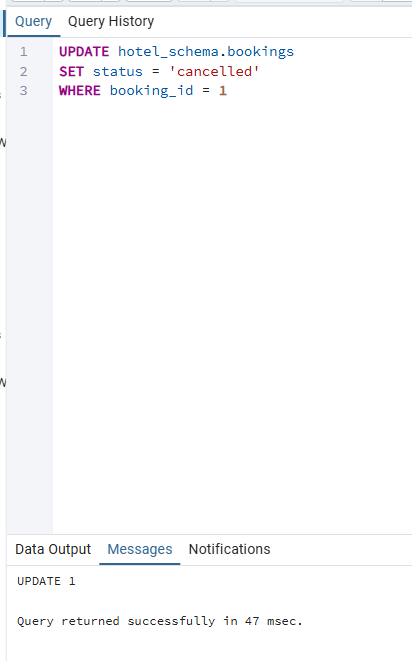 Query Query History
1 UPDATE hotel_schema.bookings
2 SET status = 'cancelled'
3 WHERE booking_id = 1
Data Output Messages Notifications
UPDATE 1
Query returned successfully in 47 msec.